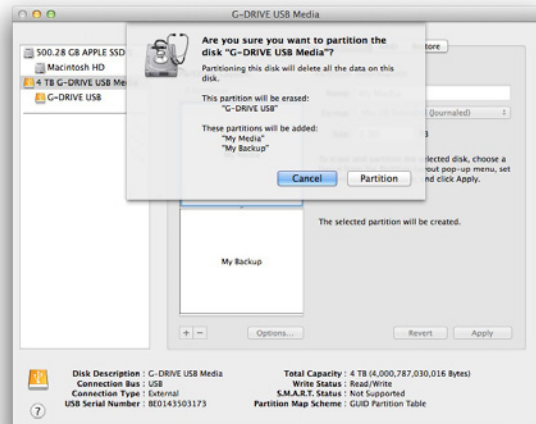 G-DRIVE USB Media
Are you sure you want to partition the
disk "G-DRIVE USB Media"?
Partitioning this disk will delete all the data on this
disk.
This partition will be erased:
"G-DRIVE USB"
These partitions will be added:
"My Media"
"My Backup"
Cancel
Partition
500.28 GB APPLE SSD
Macintosh HD
4 TB G-DRIVE USB Me
G-DRIVE USB
ore
(Journaled)
selected disk, choose a
yout pop-up menu, set
nd click Apply.
The selected partition will be created.
My Backup
+ −
Options...
Revert
Apply
Disk Description : G-DRIVE USB Media
Connection Bus : USB
Connection Type : External
USB Serial Number : BE0143503173
Total Capacity : 4 TB (4,000,787,030,016 Bytes)
Write Status : Read/Write
S.M.A.R.T. Status : Not Supported
Partition Map Scheme : GUID Partition Table
?